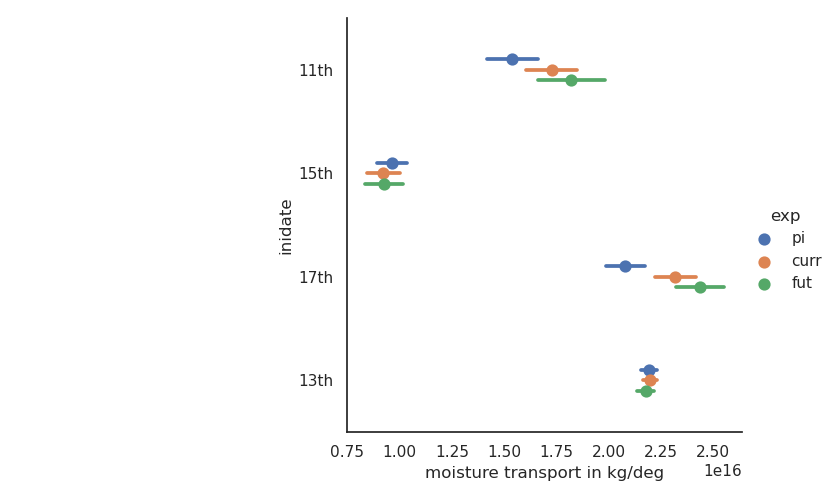 11th
15th
17th
13th
inidate
0.75 1.00 1.25 1.50 1.75 2.00 2.25 2.50
1e16
moisture transport in kg/deg
exp
pi
curr
fut